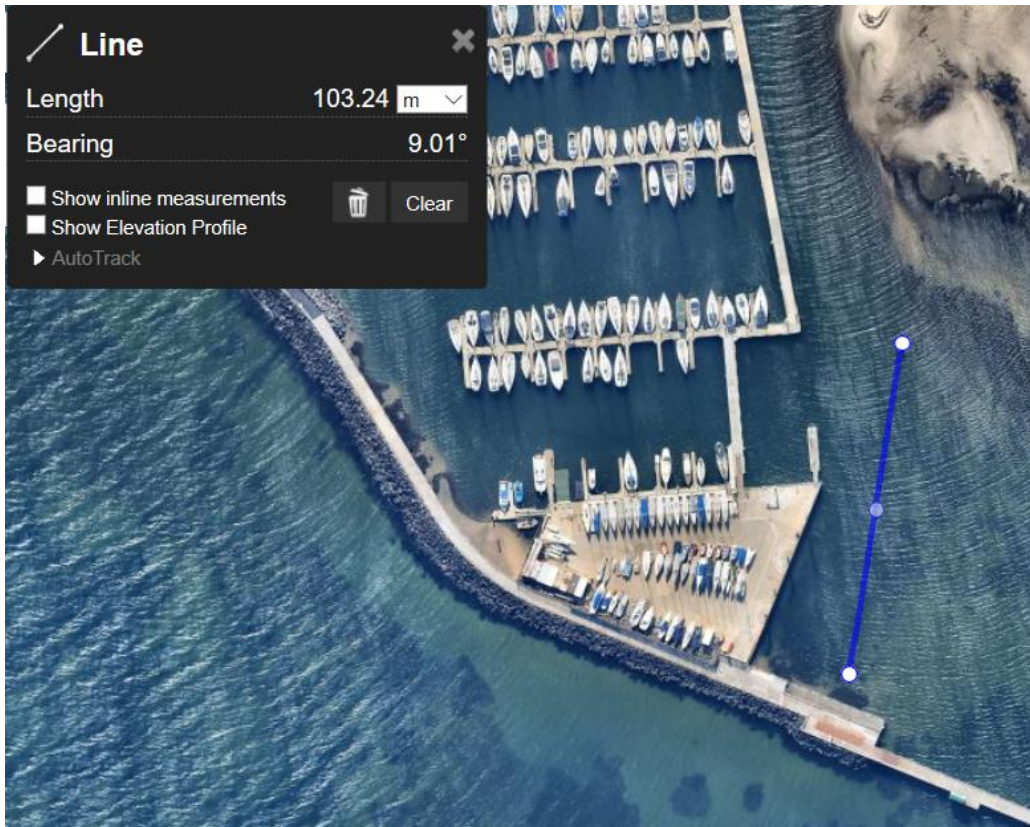 Line
Length 103.24 m
Bearing 9.01°
Show inline measurements
Clear
Show Elevation Profile
AutoTrack